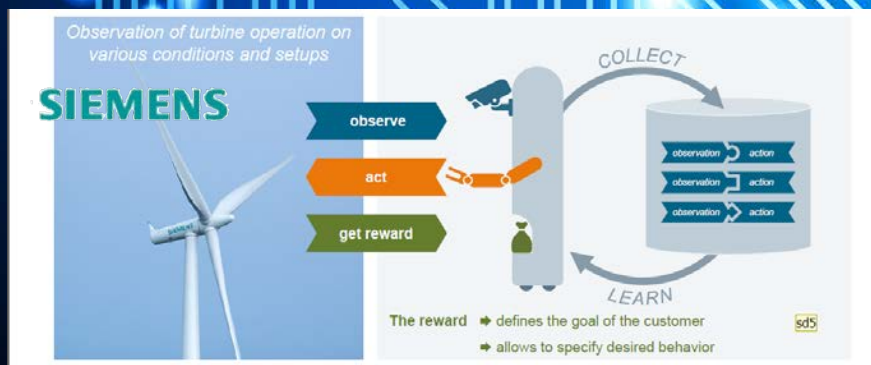 Observation of turbine operation on
various conditions and setups
SIEMENS
SIEMENS
observe
act
get reward
COLLECT
observation action
observation action
observation action
LEARN
The reward ➡ defines the goal of the customer
➡ allows to specify desired behavior
sd5